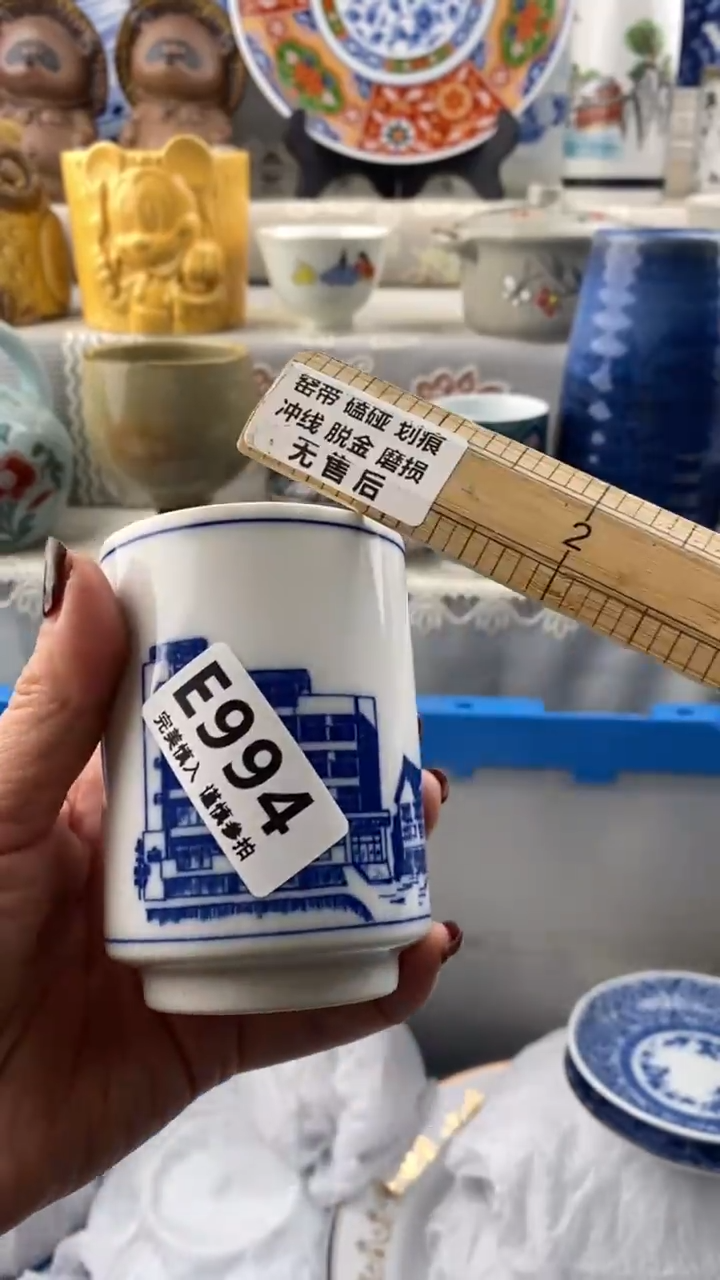 窑带 磕碰 划痕
冲线 脱金 磨损
无售后
2
E994
完美慎入 谨慎参拍